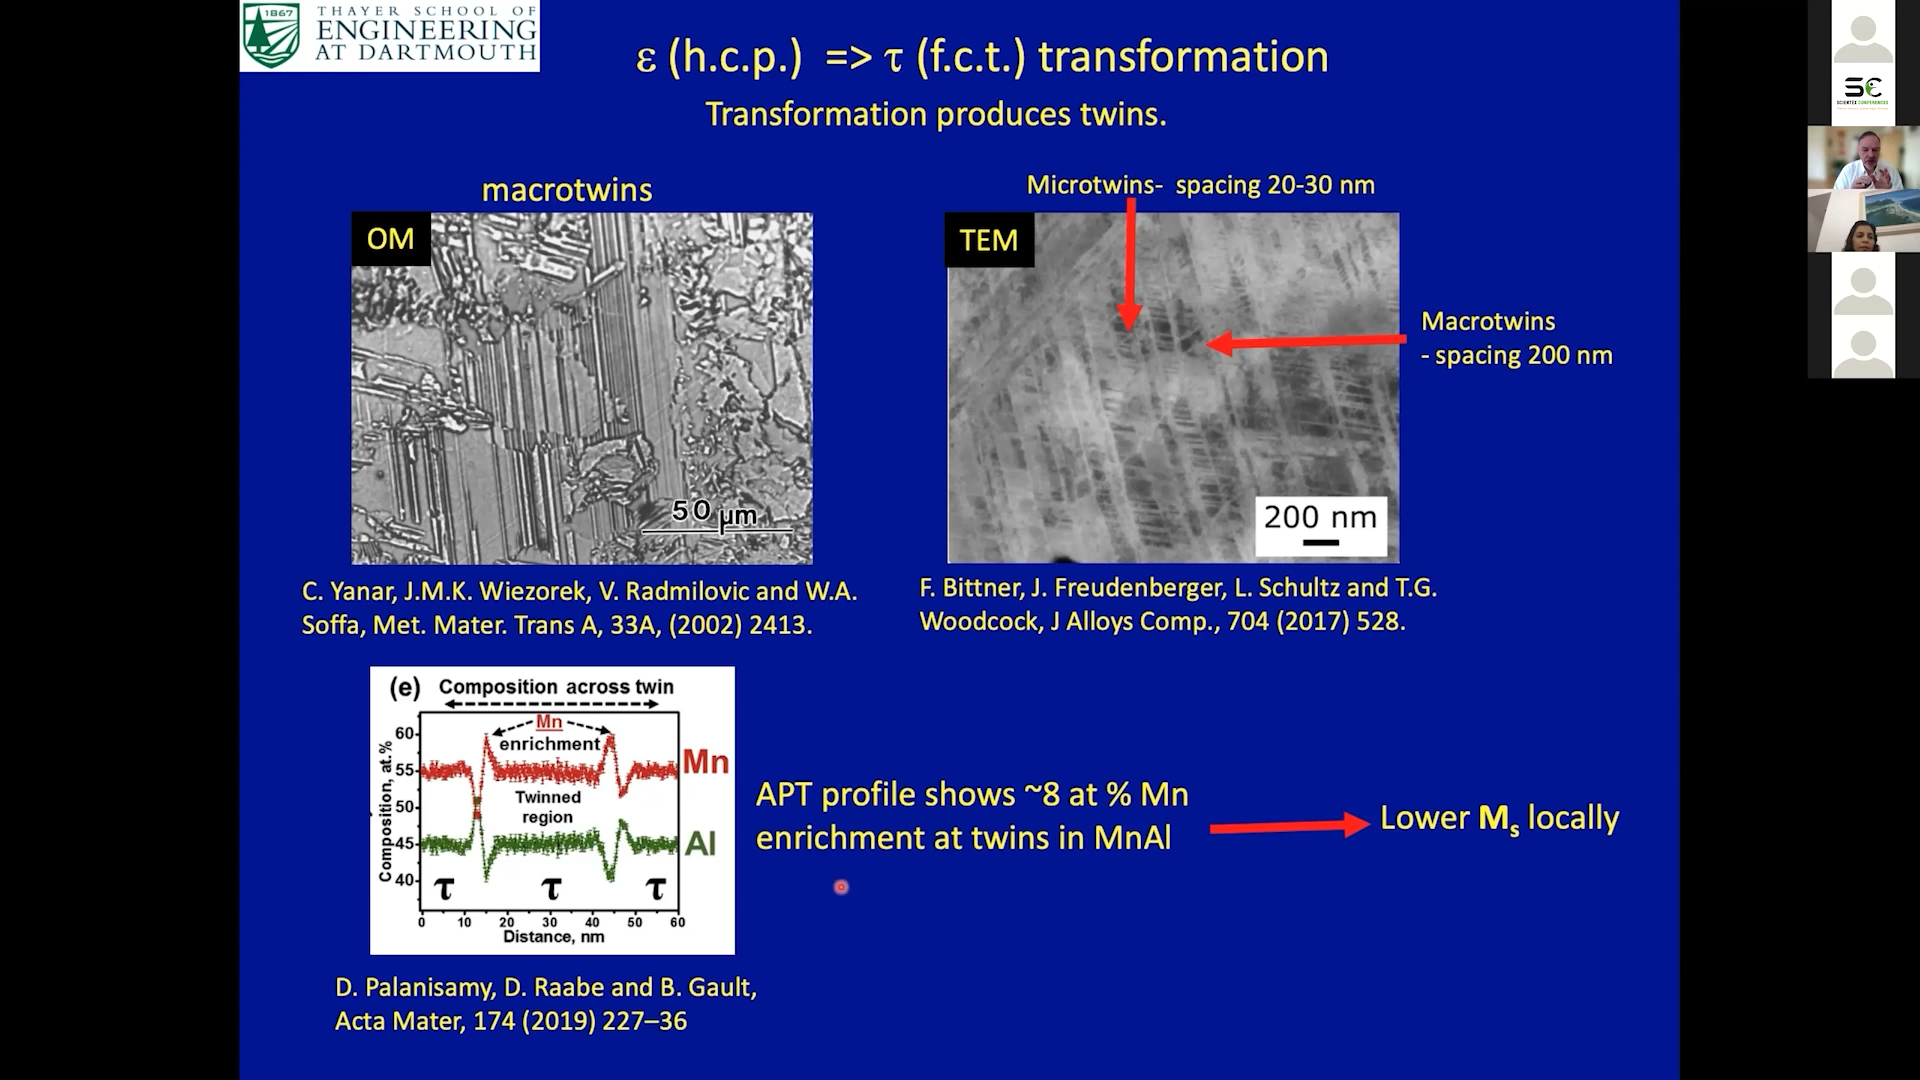 1867
THAYER SCHOOL OF
ENGINEERING
AT DARTMOUTH
ε (h.c.p.) => τ (f.c.t.) transformation
Transformation produces twins.
SCIENTEX CONFERENCES
macrotwins
OM
50 µm
C. Yanar, J.M.K. Wiezorek, V. Radmilovic and W.A.
Soffa, Met. Mater. Trans A, 33A, (2002) 2413.
Microtwins- spacing 20-30 nm
TEM
Macrotwins
- spacing 200 nm
200 nm
F. Bittner, J. Freudenberger, L. Schultz and T.G.
Woodcock, J Alloys Comp., 704 (2017) 528.
(e) Composition across twin
Mn
enrichment
Mn
Twinned
region
Al
τ τ τ
Composition, at.%
60
55
50
45
40
0 10 20 30 40 50 60
Distance, nm
APT profile shows ~8 at % Mn
enrichment at twins in MnAl
Lower Ms locally
D. Palanisamy, D. Raabe and B. Gault,
Acta Mater, 174 (2019) 227–36